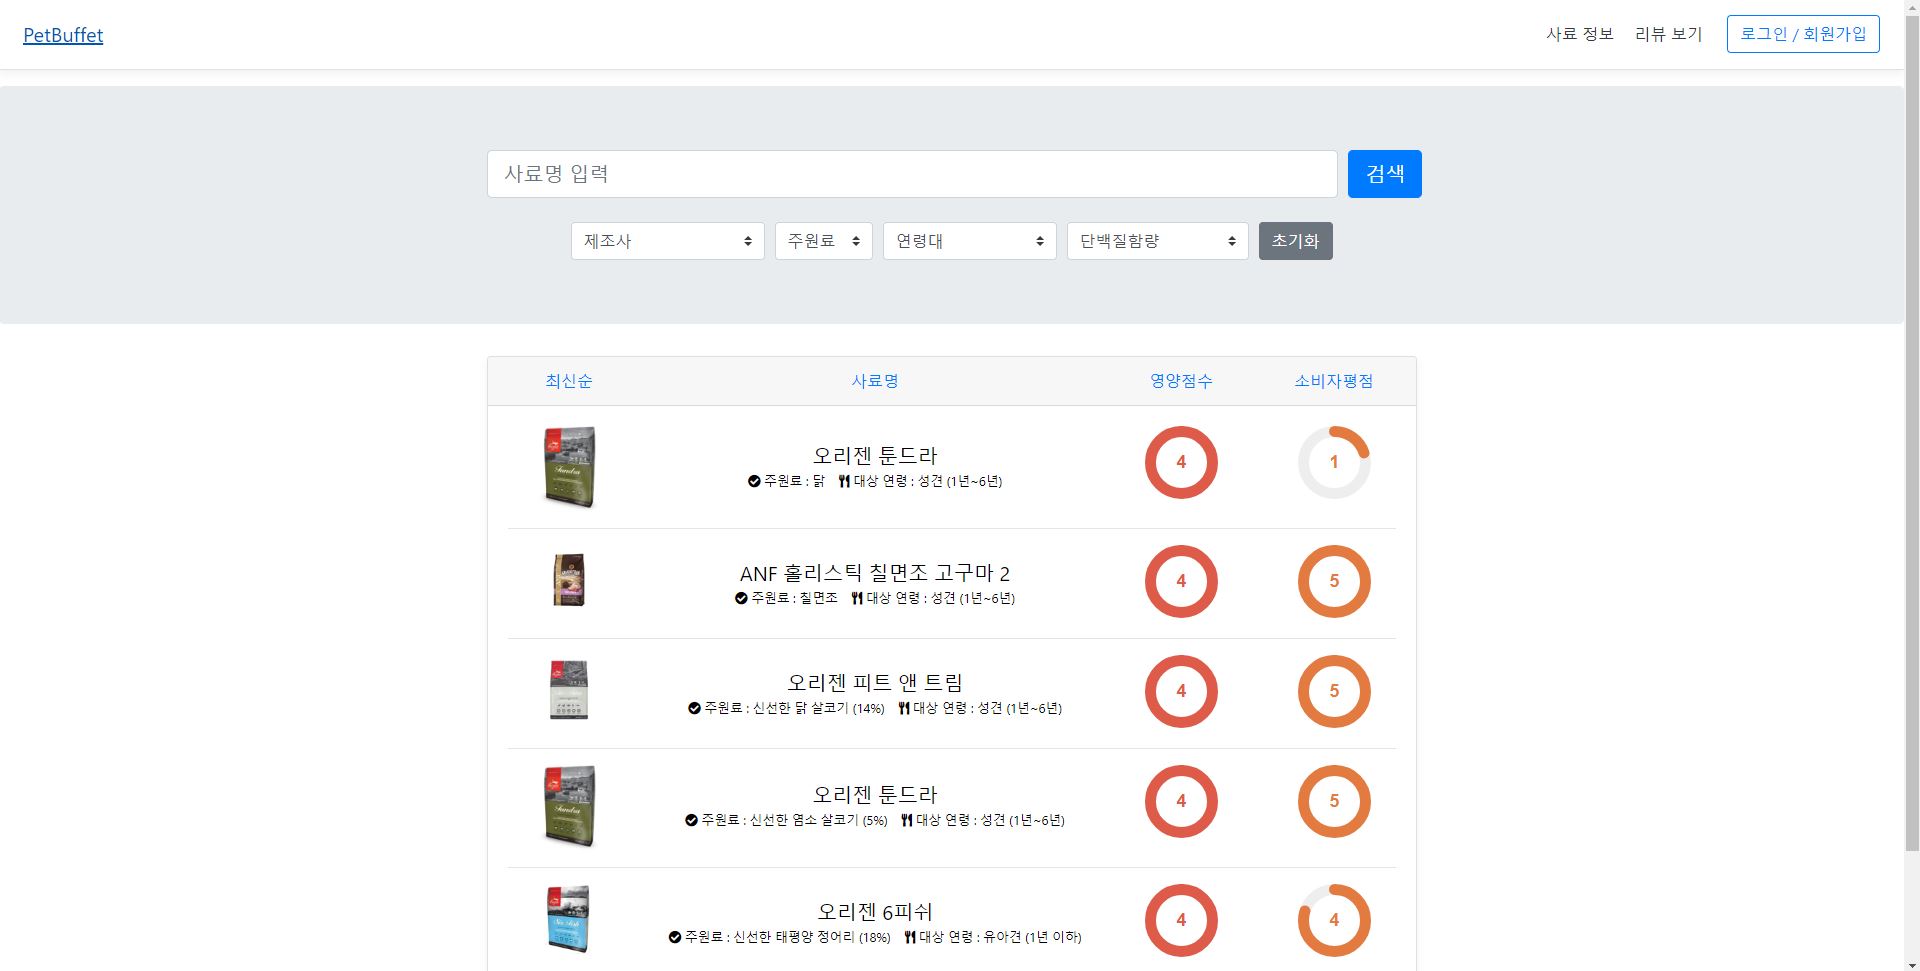 PetBuffet
사료 정보 리뷰 보기 로그인 / 회원가입
사료명 입력 검색
제조사 주원료 연령대 단백질함량 초기화
최신순 사료명 영양점수 소비자평점
오리젠 툰드라
주원료 : 닭 대상 연령 : 성견 (1년~6년)
4 1
ANF 홀리스틱 칠면조 고구마 2
주원료 : 칠면조 대상 연령 : 성견 (1년~6년)
4 5
오리젠 피트 앤 트림
주원료 : 신선한 닭 살코기 (14%) 대상 연령 : 성견 (1년~6년)
4 5
Tundra
오리젠 툰드라
주원료 : 신선한 염소 살코기 (5%) 대상 연령 : 성견 (1년~6년)
4 5
오리젠 6피쉬
주원료 : 신선한 태평양 정어리 (18%) 대상 연령 : 유아견 (1년 이하)
4 4